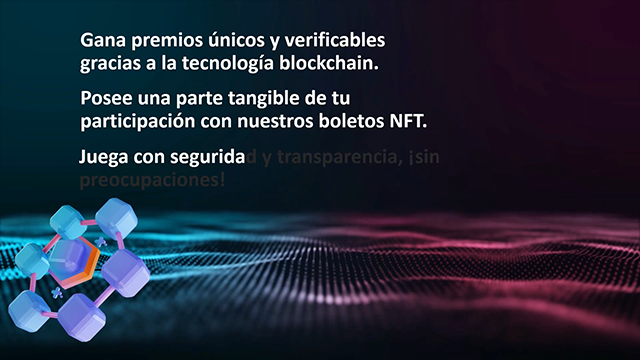 Gana premios únicos y verificables
gracias a la tecnología blockchain.
Posee una parte tangible de tu
participación con nuestros boletos NFT.
Juega con seguridad y transparencia, ¡sin
preocupaciones!